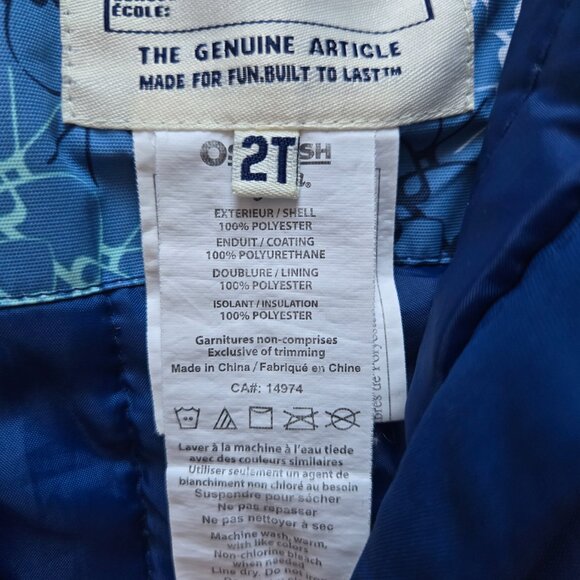 ÉCOLE:
THE GENUINE ARTICLE
MADE FOR FUN.BUILT TO LAST™
2T
EXTERIEUR / SHELL
100% POLYESTER
ENDUIT / COATING
100% POLYURETHANE
DOUBLURE / LINING
100% POLYESTER
ISOLANT / INSULATION
100% POLYESTER
Garnitures non-comprises
Exclusive of trimming
Made in China / Fabriqué en Chine
CA#: 14974
Laver à la machine à l'eau tiede
avec des couleurs similaires
Utiliser seulement un agent de
blanchiment non chloré au besoin
Suspendre pour sécher
Ne pas repasser
Ne pas nettoyer à sec
Machine wash, warm,
with like colors
Non-chlorine bleach
when needed
Line dry.